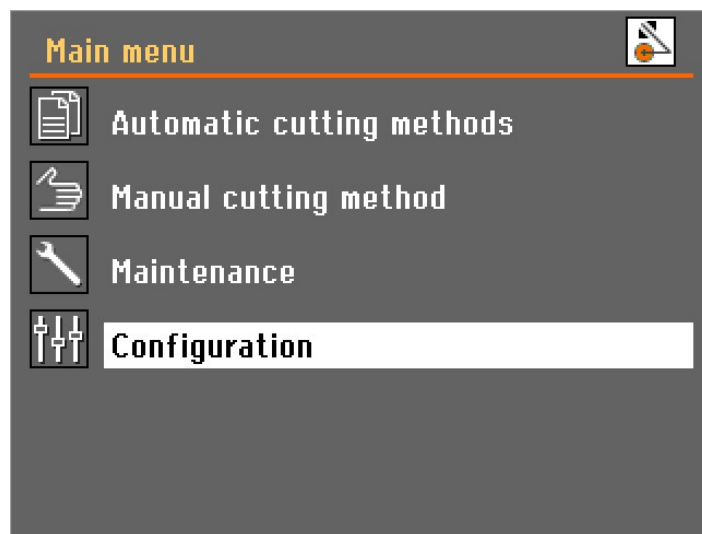 Main menu
Automatic cutting methods
Manual cutting method
Maintenance
Configuration